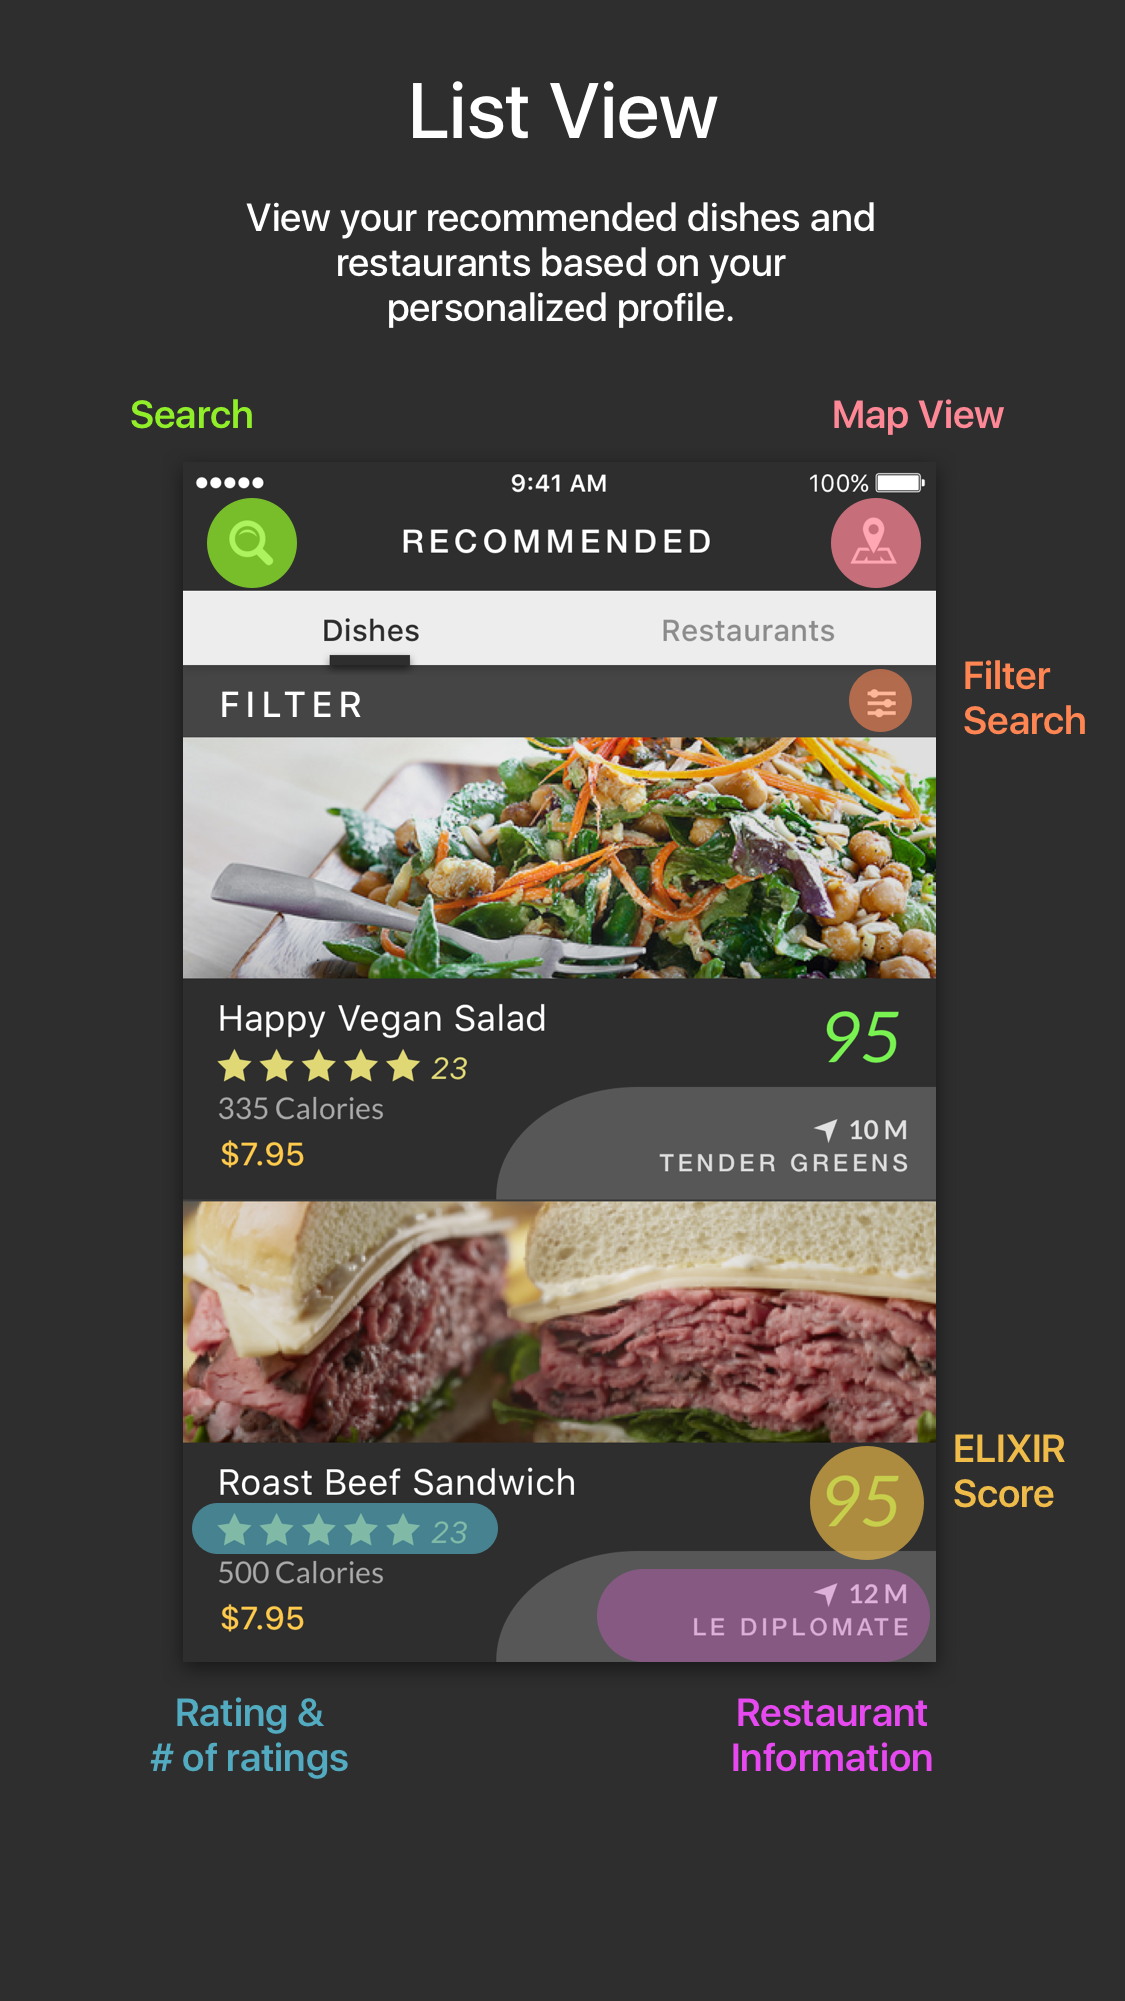 List View
View your recommended dishes and
restaurants based on your
personalized profile.
Search
Map View
9:41 AM
100%
RECOMMENDED
Dishes
Restaurants
FILTER
Filter
Search
Happy Vegan Salad
95
23
335 Calories
10 M
$7.95
TENDER GREENS
ELIXIR
Score
Roast Beef Sandwich
95
23
500 Calories
12 M
$7.95
LE DIPLOMATE
Rating &
# of ratings
Restaurant
Information